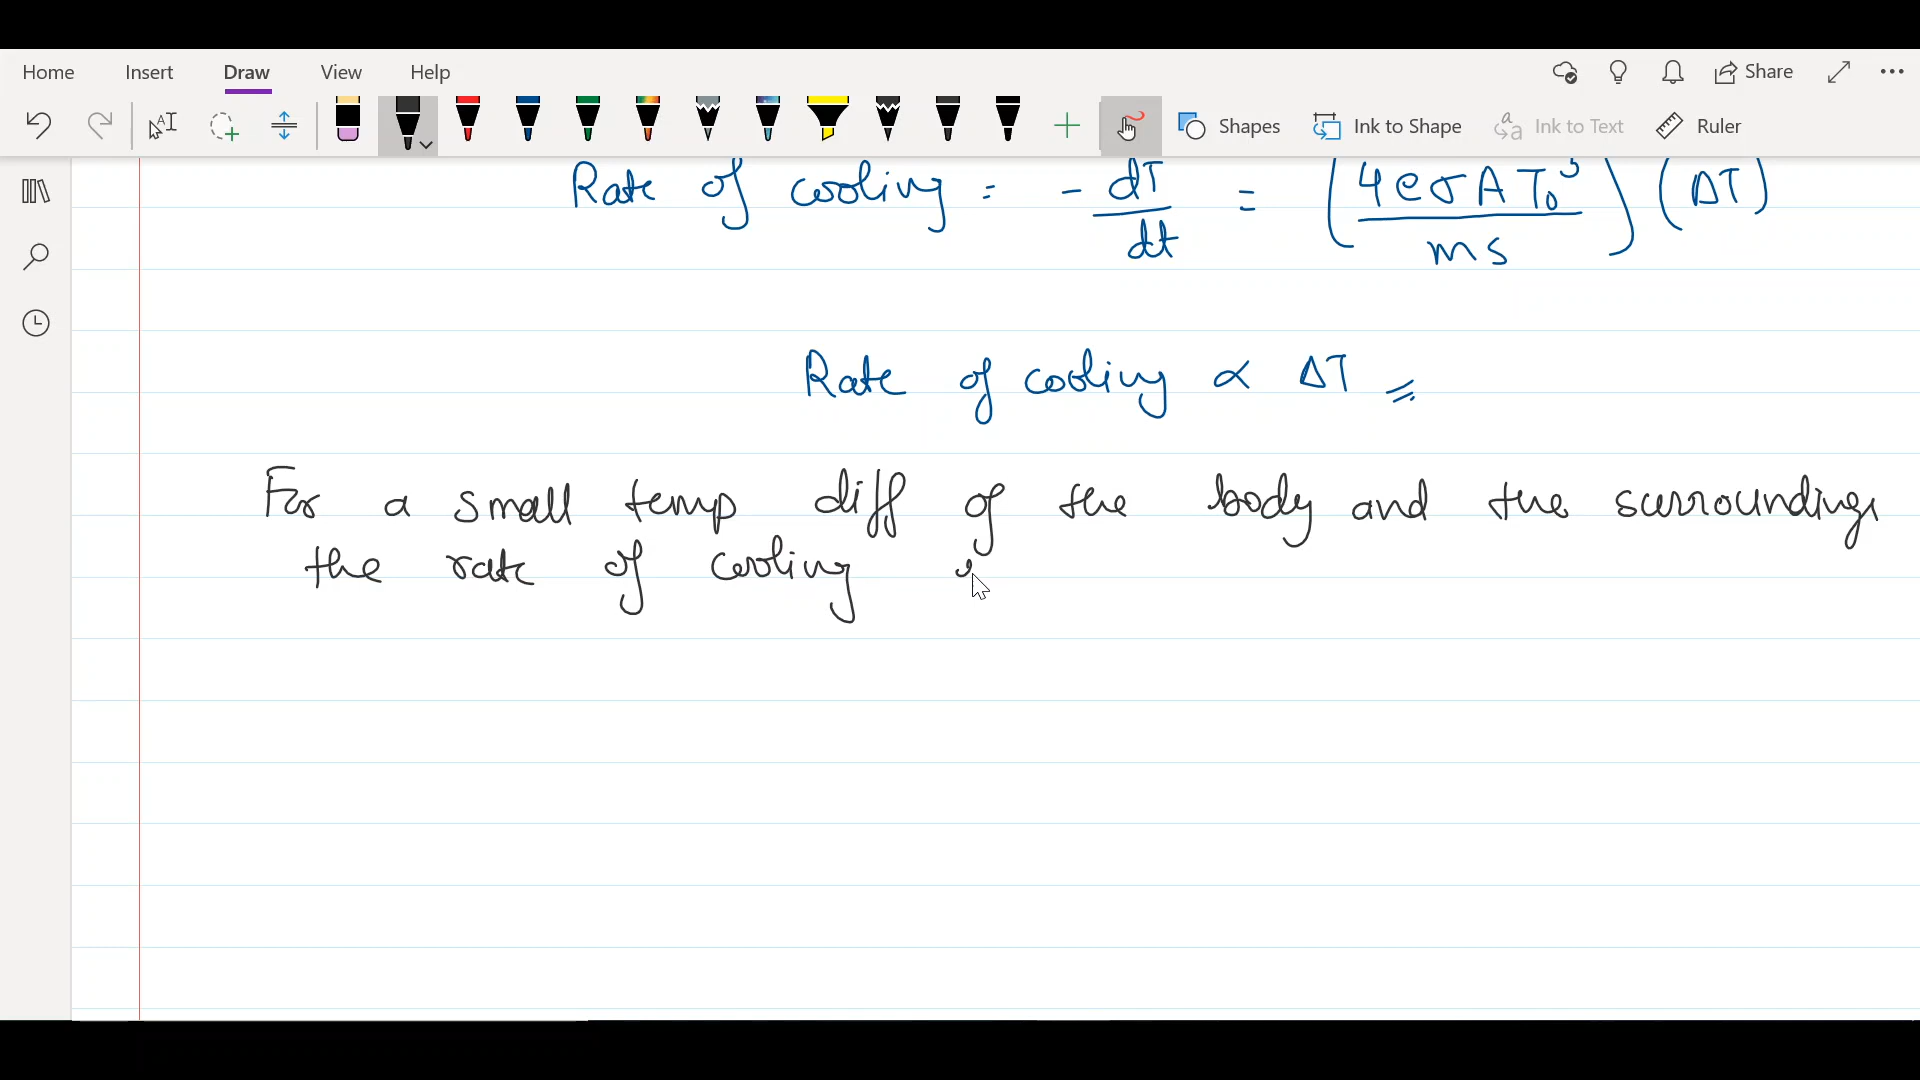 Home Insert Draw View Help Share
Shapes Ink to Shape Ink to Text Ruler
Rate of cooling = - dT/dt = (4eσAT₀³/ms) (ΔT)
Rate of cooling ∝ ΔT
For a small temp diff of the body and the surroundings
the rate of cooling